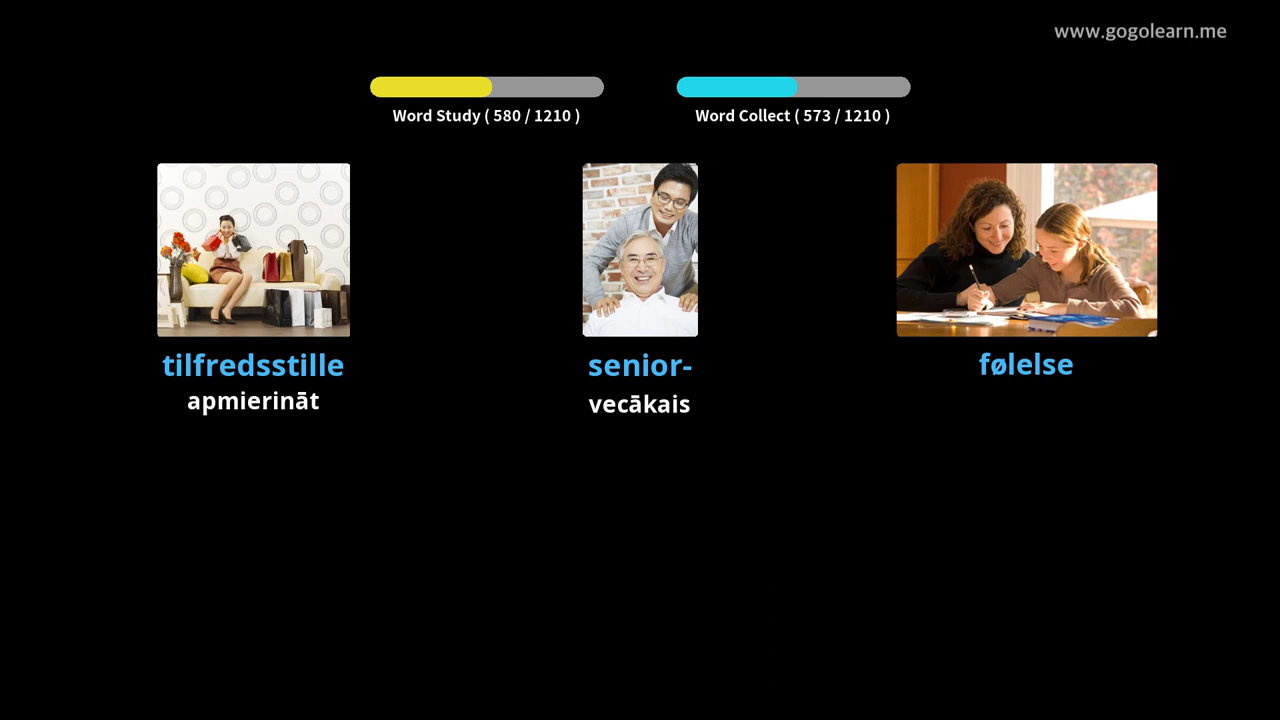 www.gogolearn.me
Word Study ( 580 / 1210 )
Word Collect ( 573 / 1210 )
tilfredsstille
apmierināt
senior-
vecākais
følelse